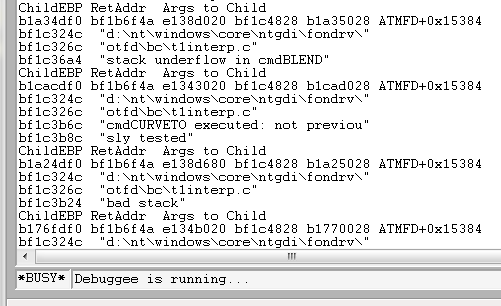 ChildEBP RetAddr  Args to Child
b1a34df0 bf1b6f4a e138d020 bf1c4828 b1a35028 ATMFD+0x15384
bf1c324c  "d:\nt\windows\core\ntgdi\fondrv\"
bf1c326c  "otfd\bc\t1interp.c"
bf1c36a4  "stack underflow in cmdBLEND"
ChildEBP RetAddr  Args to Child
b1cacdf0 bf1b6f4a e1343020 bf1c4828 b1cad028 ATMFD+0x15384
bf1c324c  "d:\nt\windows\core\ntgdi\fondrv\"
bf1c326c  "otfd\bc\t1interp.c"
bf1c3b6c  "cmdCURVETO executed: not previou"
bf1c3b8c  "sly tested"
ChildEBP RetAddr  Args to Child
b1a24df0 bf1b6f4a e138d680 bf1c4828 b1a25028 ATMFD+0x15384
bf1c324c  "d:\nt\windows\core\ntgdi\fondrv\"
bf1c326c  "otfd\bc\t1interp.c"
bf1c3b24  "bad stack"
ChildEBP RetAddr  Args to Child
b176fdf0 bf1b6f4a e134b020 bf1c4828 b1770028 ATMFD+0x15384
bf1c324c  "d:\nt\windows\core\ntgdi\fondrv\"
*BUSY* Debuggee is running...